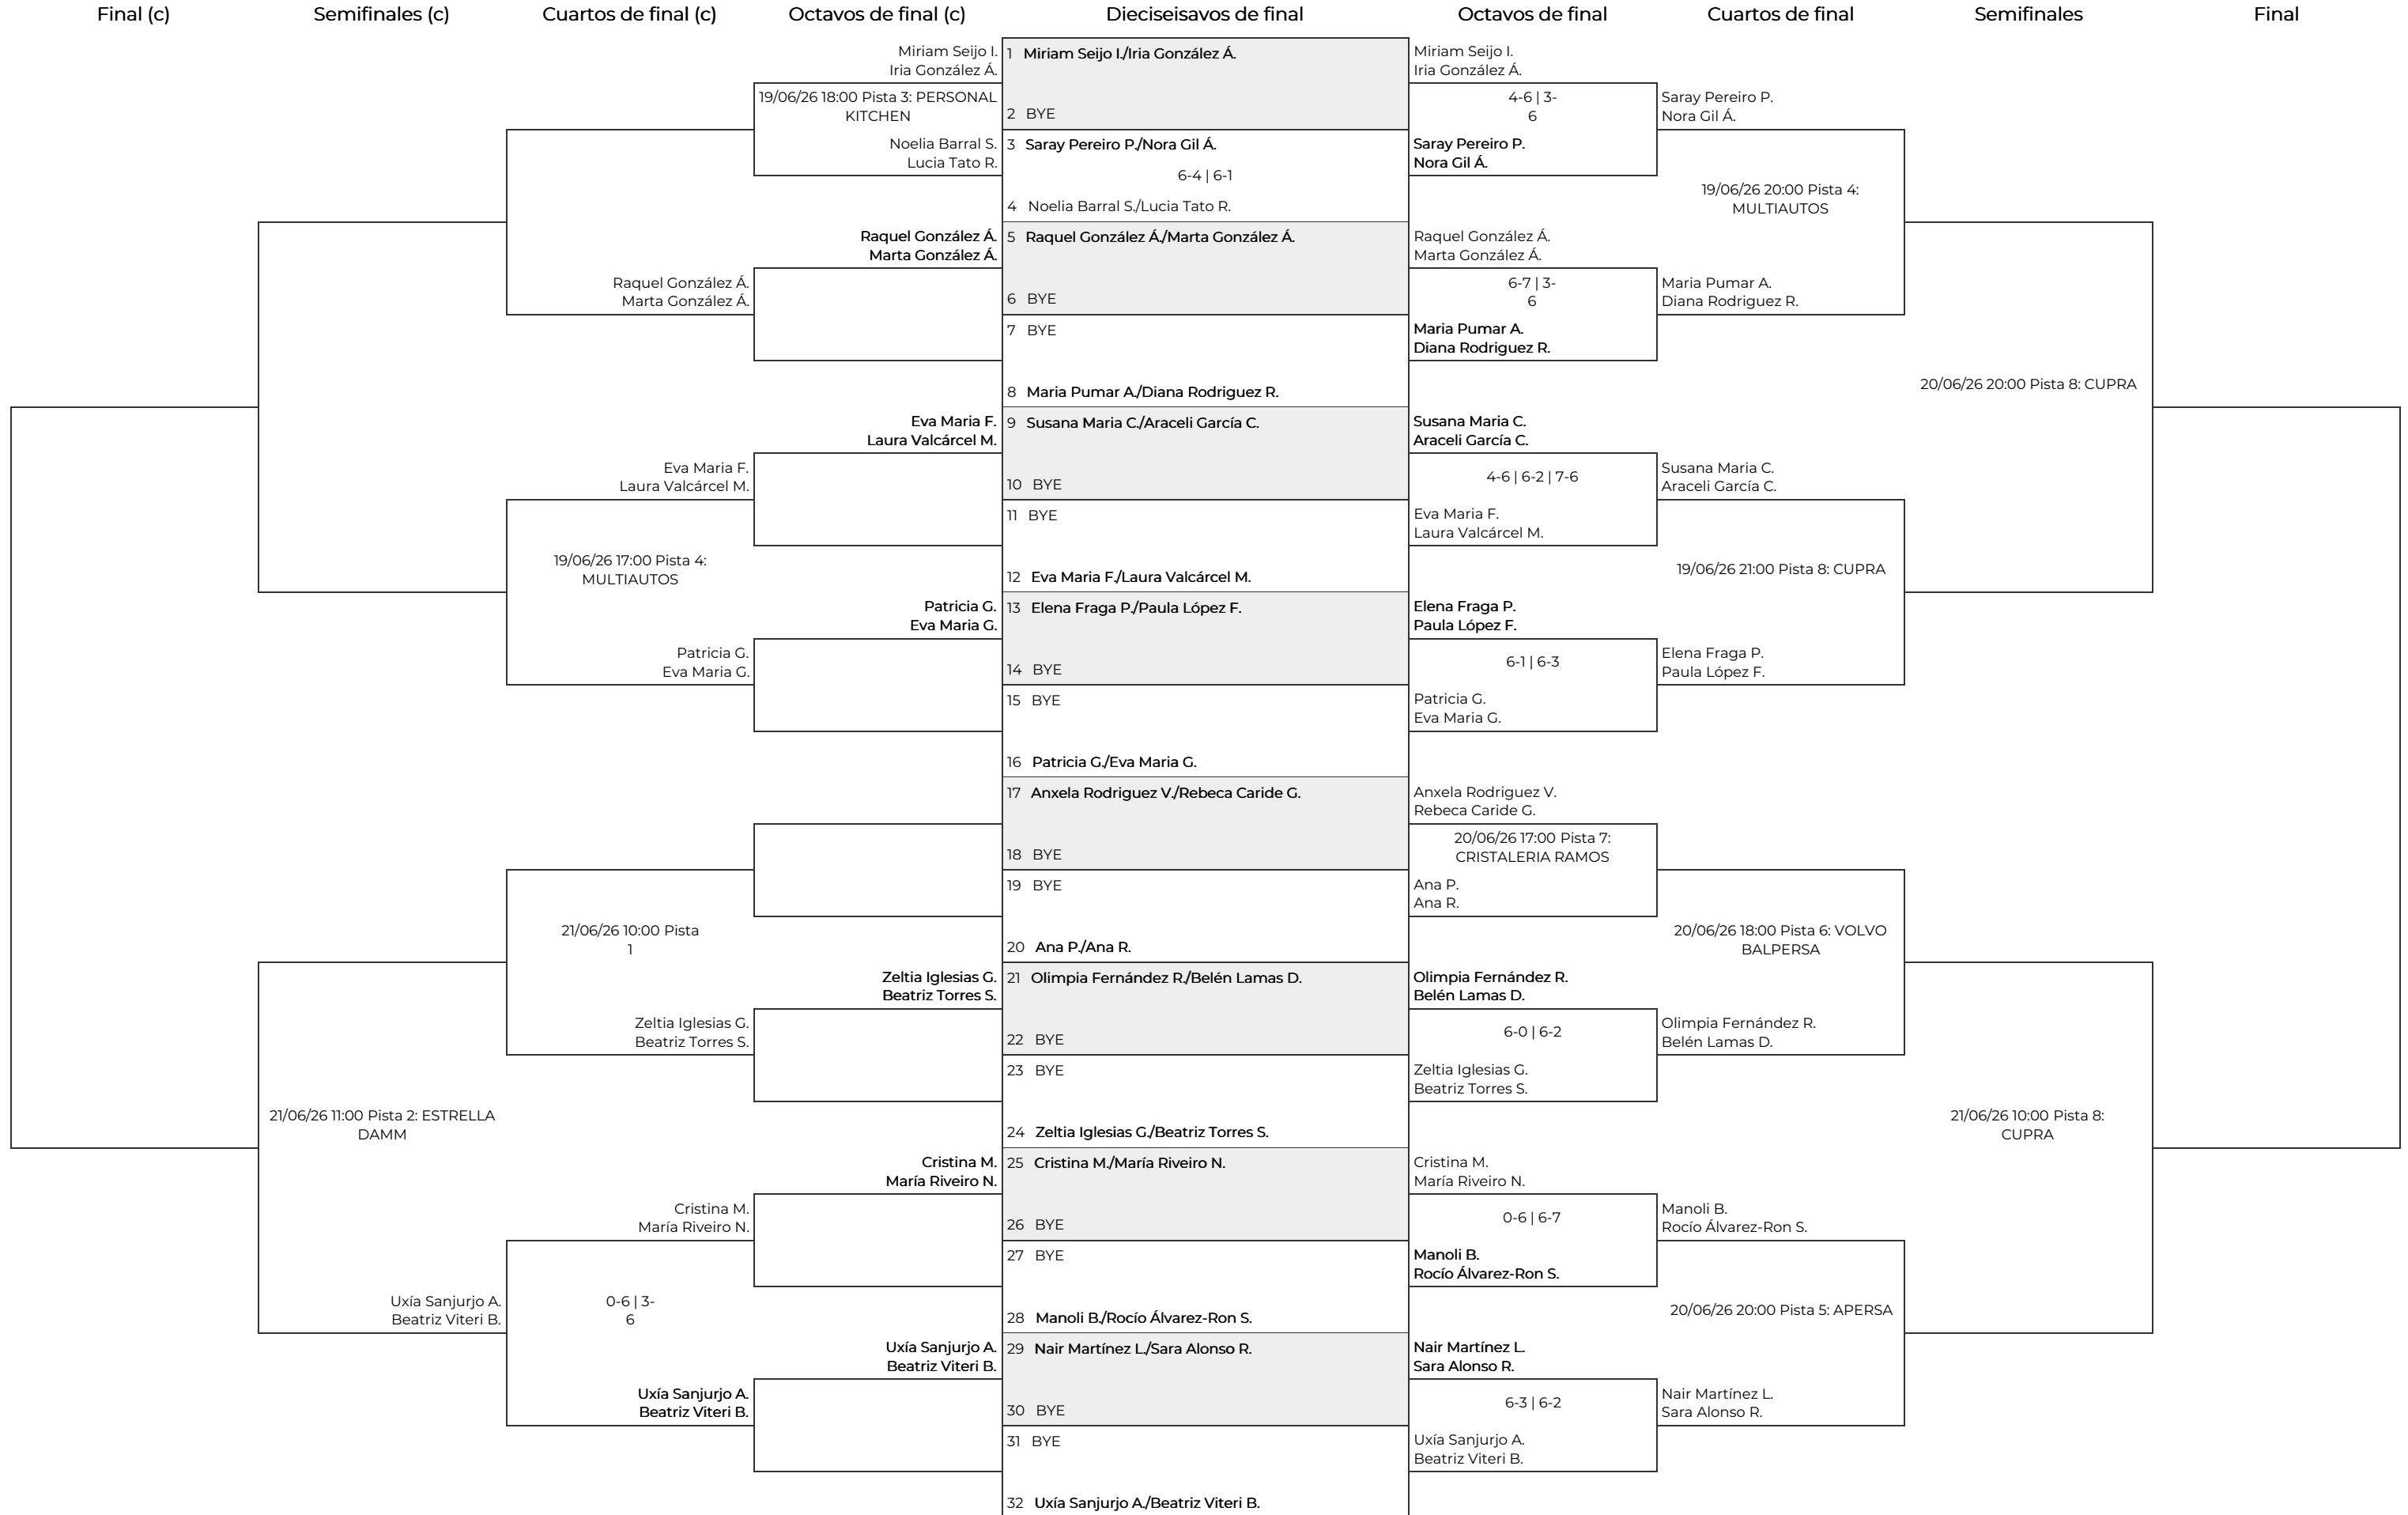 Final (c)
Semifinales (c)
Cuartos de final (c)
Octavos de final (c)
Dieciseisavos de final
Octavos de final
Cuartos de final
Semifinales
Final
21/06/26 11:00 Pista 2: ESTRELLA
DAMM
Uxía Sanjurjo A.
Beatriz Viteri B.
Raquel González Á.
Marta González Á.
Eva Maria F.
Laura Valcárcel M.
19/06/26 17:00 Pista 4:
MULTIAUTOS
Patricia G.
Eva Maria G.
21/06/26 10:00 Pista
1
Zeltia Iglesias G.
Beatriz Torres S.
Cristina M.
María Riveiro N.
0-6 | 3-
6
Uxía Sanjurjo A.
Beatriz Viteri B.
Miriam Seijo I.
Iria González Á.
19/06/26 18:00 Pista 3: PERSONAL
KITCHEN
Noelia Barral S.
Lucia Tato R.
Raquel González Á.
Marta González Á.
Eva Maria F.
Laura Valcárcel M.
Patricia G.
Eva Maria G.
Zeltia Iglesias G.
Beatriz Torres S.
Cristina M.
María Riveiro N.
Uxía Sanjurjo A.
Beatriz Viteri B.
1 Miriam Seijo I./Iria González Á.
2 BYE
3 Saray Pereiro P./Nora Gil Á.
6-4 | 6-1
4 Noelia Barral S./Lucia Tato R.
5 Raquel González Á./Marta González Á.
6 BYE
7 BYE
8 Maria Pumar A./Diana Rodriguez R.
9 Susana Maria C./Araceli García C.
10 BYE
11 BYE
12 Eva Maria F./Laura Valcárcel M.
13 Elena Fraga P./Paula López F.
14 BYE
15 BYE
16 Patricia G./Eva Maria G.
17 Anxela Rodriguez V./Rebeca Caride G.
18 BYE
19 BYE
20 Ana P./Ana R.
21 Olimpia Fernández R./Belén Lamas D.
22 BYE
23 BYE
24 Zeltia Iglesias G./Beatriz Torres S.
25 Cristina M./María Riveiro N.
26 BYE
27 BYE
28 Manoli B./Rocío Álvarez-Ron S.
29 Nair Martínez L./Sara Alonso R.
30 BYE
31 BYE
32 Uxía Sanjurjo A./Beatriz Viteri B.
Miriam Seijo I.
Iria González Á.
4-6 | 3-
6
Saray Pereiro P.
Nora Gil Á.
Raquel González Á.
Marta González Á.
6-7 | 3-
6
Maria Pumar A.
Diana Rodriguez R.
Susana Maria C.
Araceli García C.
4-6 | 6-2 | 7-6
Eva Maria F.
Laura Valcárcel M.
Elena Fraga P.
Paula López F.
6-1 | 6-3
Patricia G.
Eva Maria G.
Anxela Rodriguez V.
Rebeca Caride G.
20/06/26 17:00 Pista 7:
CRISTALERIA RAMOS
Ana P.
Ana R.
Olimpia Fernández R.
Belén Lamas D.
6-0 | 6-2
Zeltia Iglesias G.
Beatriz Torres S.
Cristina M.
María Riveiro N.
0-6 | 6-7
Manoli B.
Rocío Álvarez-Ron S.
Nair Martínez L.
Sara Alonso R.
6-3 | 6-2
Uxía Sanjurjo A.
Beatriz Viteri B.
Saray Pereiro P.
Nora Gil Á.
19/06/26 20:00 Pista 4:
MULTIAUTOS
Maria Pumar A.
Diana Rodriguez R.
Susana Maria C.
Araceli García C.
19/06/26 21:00 Pista 8: CUPRA
Elena Fraga P.
Paula López F.
20/06/26 18:00 Pista 6: VOLVO
BALPERSA
Olimpia Fernández R.
Belén Lamas D.
Manoli B.
Rocío Álvarez-Ron S.
20/06/26 20:00 Pista 5: APERSA
Nair Martínez L.
Sara Alonso R.
20/06/26 20:00 Pista 8: CUPRA
21/06/26 10:00 Pista 8:
CUPRA